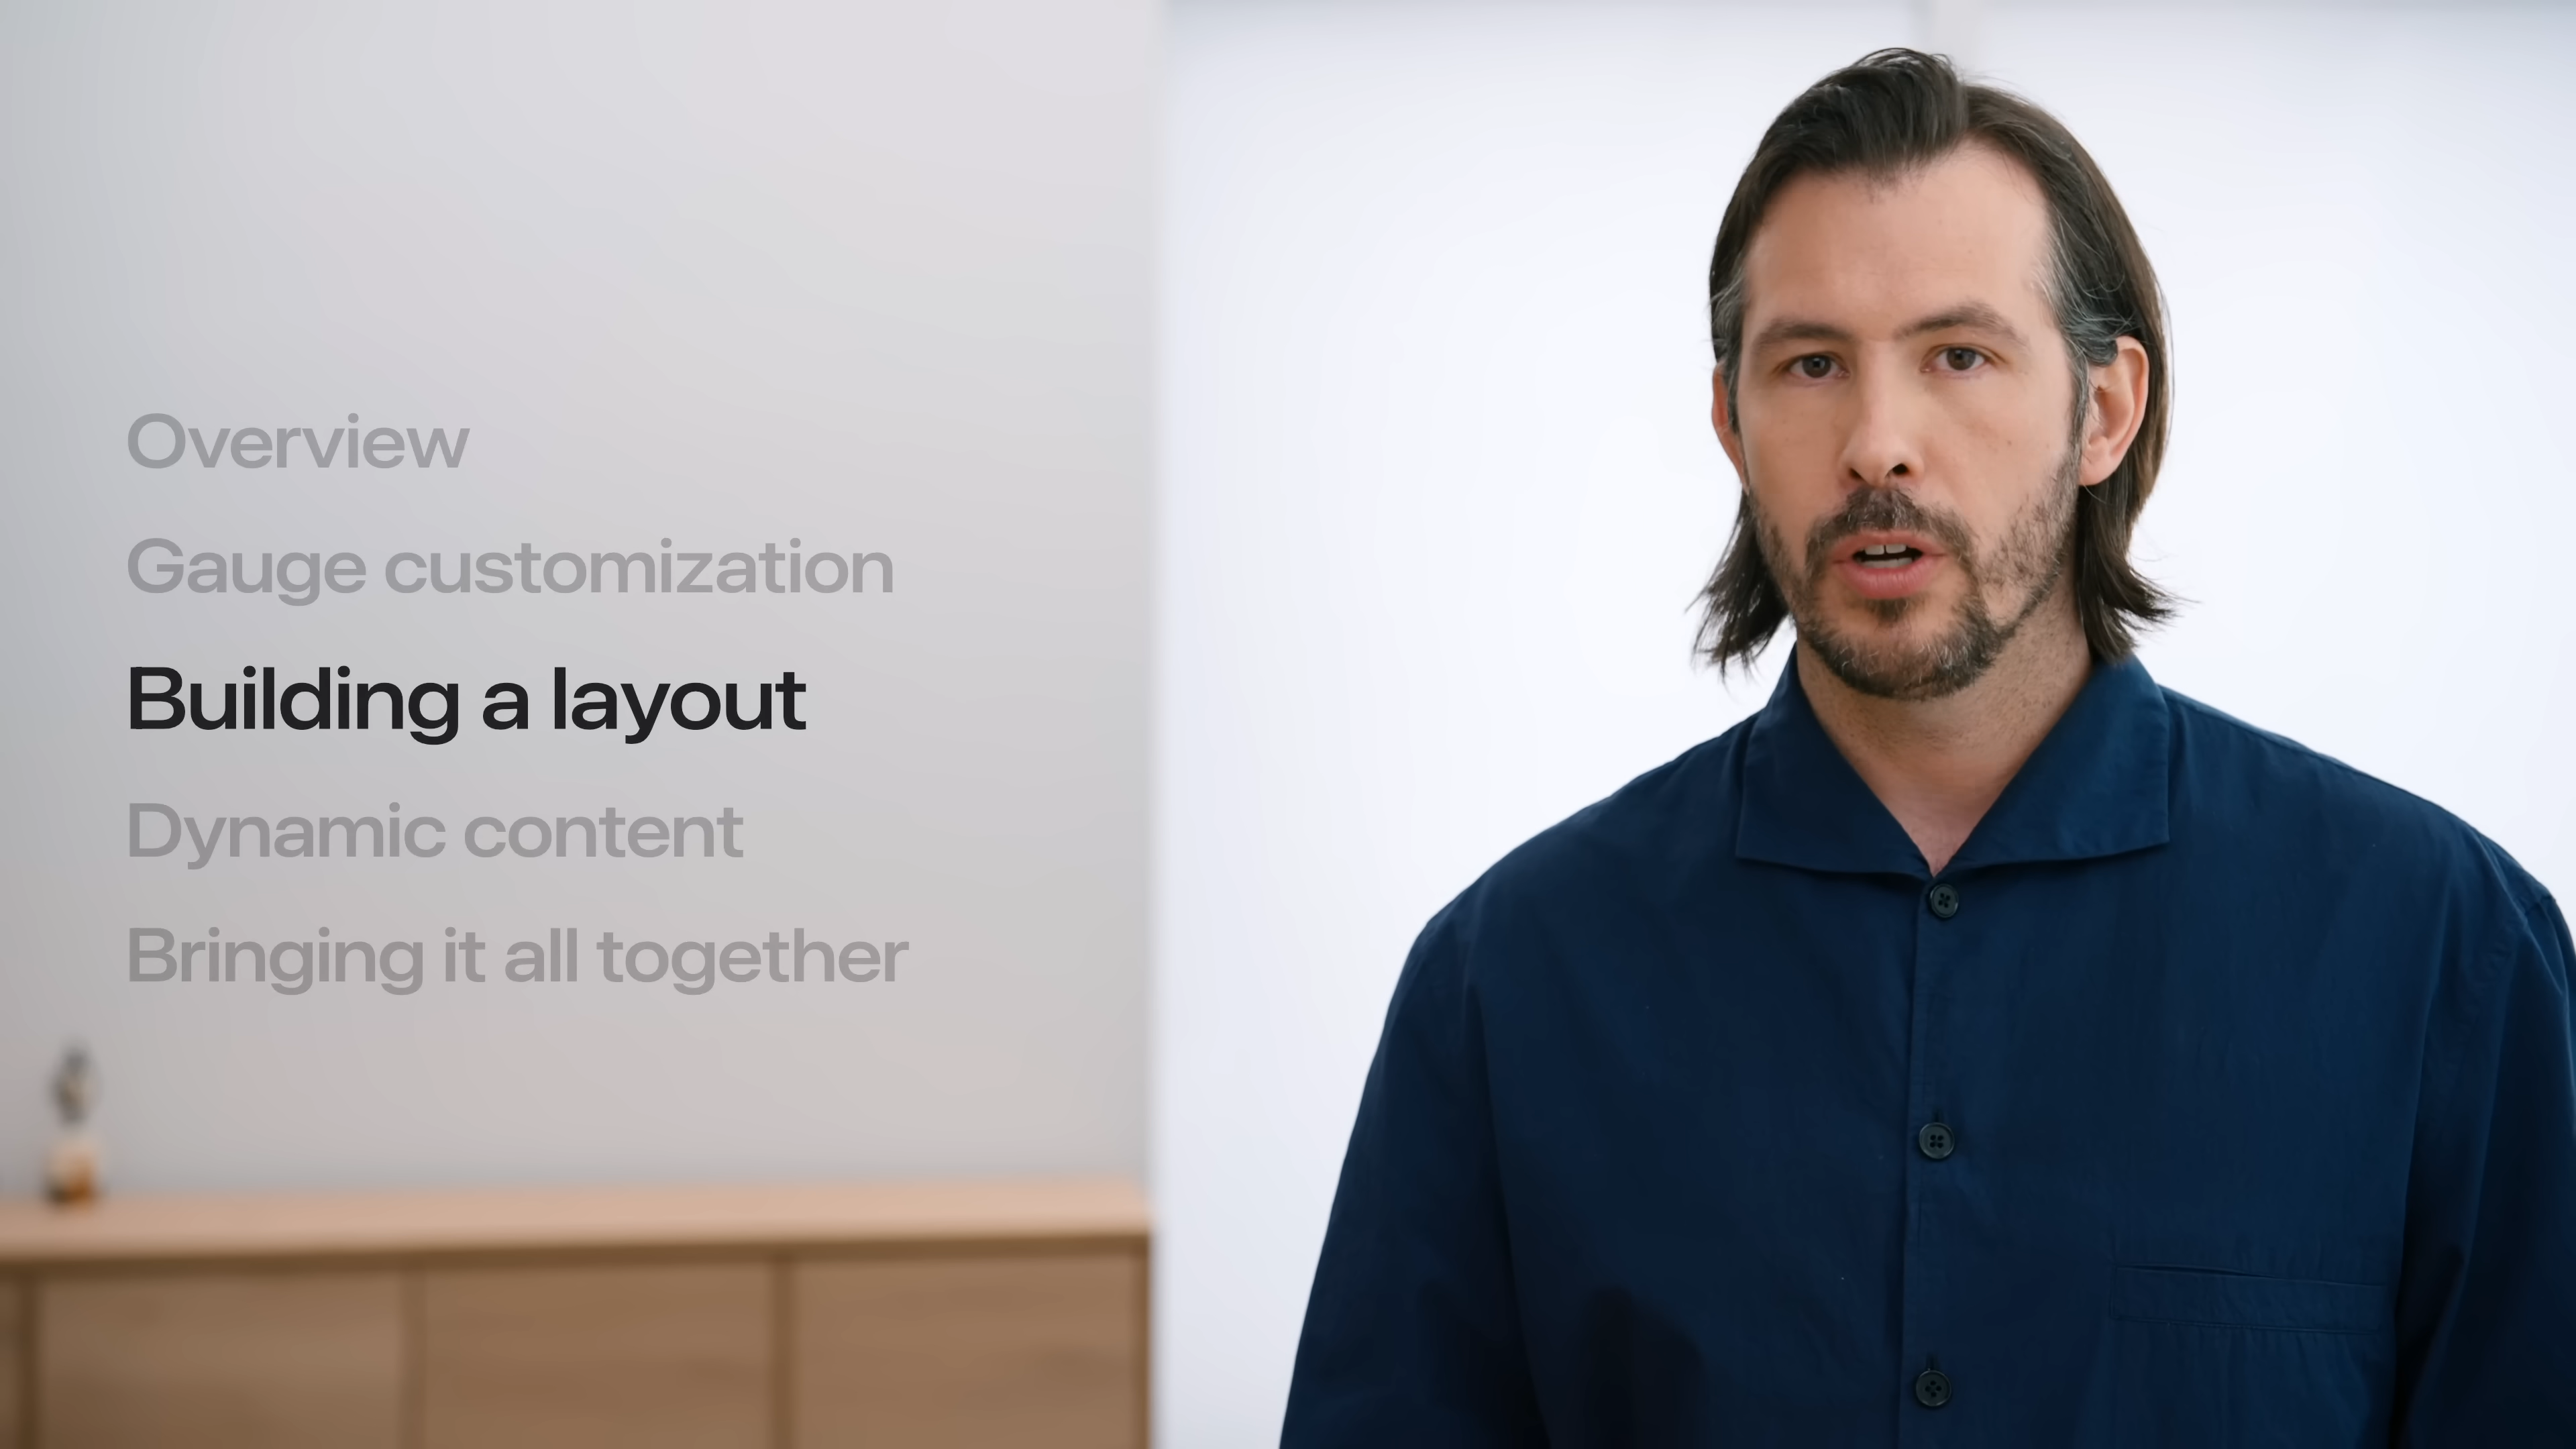 Overview
Gauge customization
Building a layout
Dynamic content
Bringing it all together